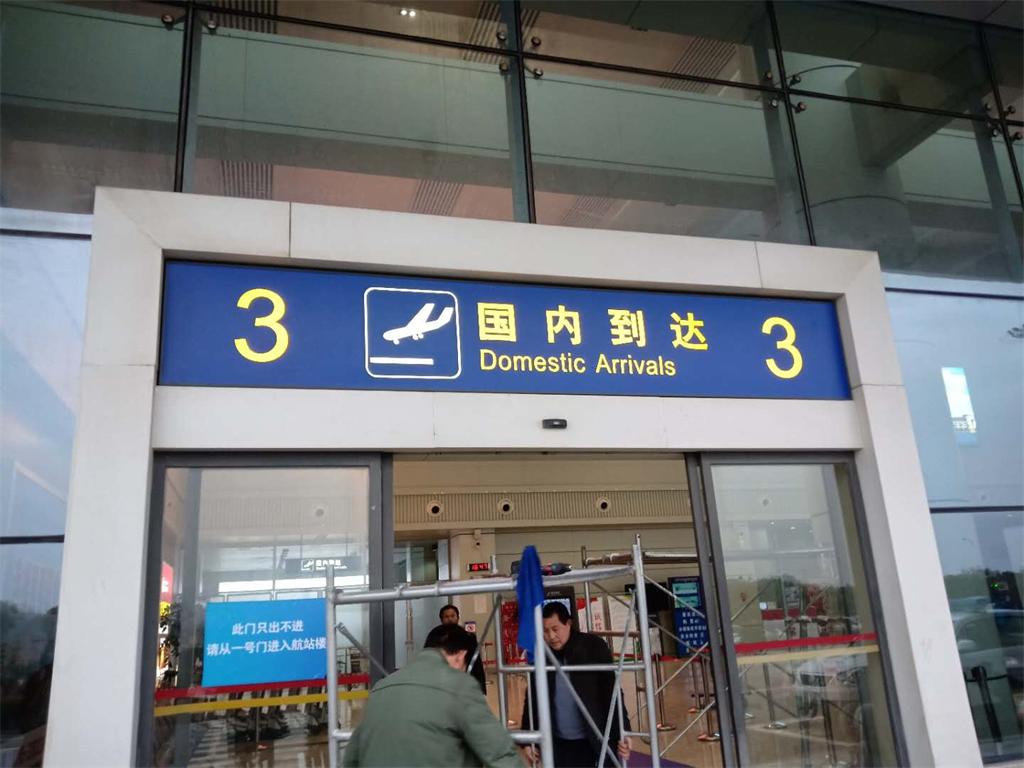 3
国内到达
Domestic Arrivals
3
此门只出不进
请从一号门进入航站楼